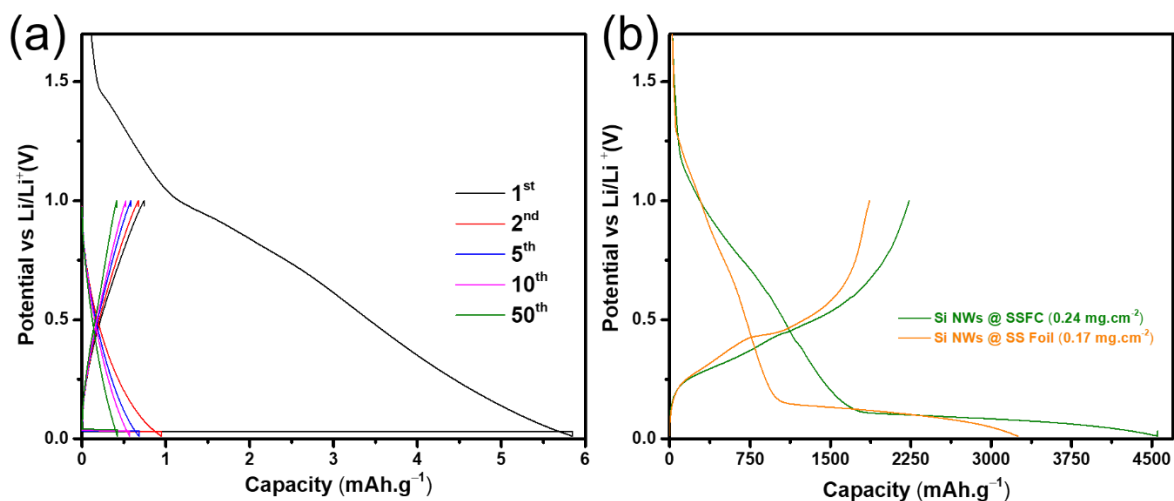 (a)
Potential vs Li/Li⁺(V)
1.5
1.0
0.5
0.0
0 1 2 3 4 5 6
Capacity (mAh.g⁻¹)
1ˢᵗ
2ⁿᵈ
5ᵗʰ
10ᵗʰ
50ᵗʰ
(b)
Potential vs Li/Li⁺(V)
1.5
1.0
0.5
0.0
0 750 1500 2250 3000 3750 4500
Capacity (mAh.g⁻¹)
Si NWs @ SSFC (0.24 mg.cm⁻²)
Si NWs @ SS Foil (0.17 mg.cm⁻²)